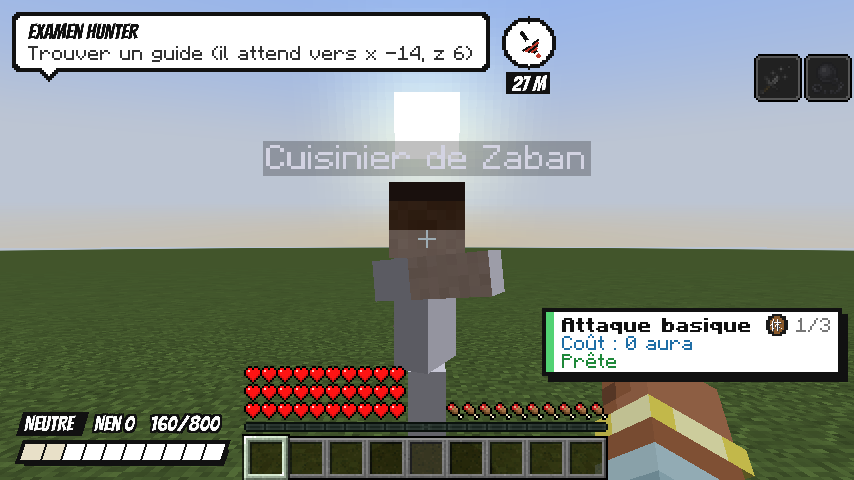 EXAMEN HUNTER
Trouver un guide (il attend vers x -14, z 6)
27 M
Cuisinier de Zaban
Attaque basique 1/3
Coût : 0 aura
Prête
NEUTRE NEN 0 160/800